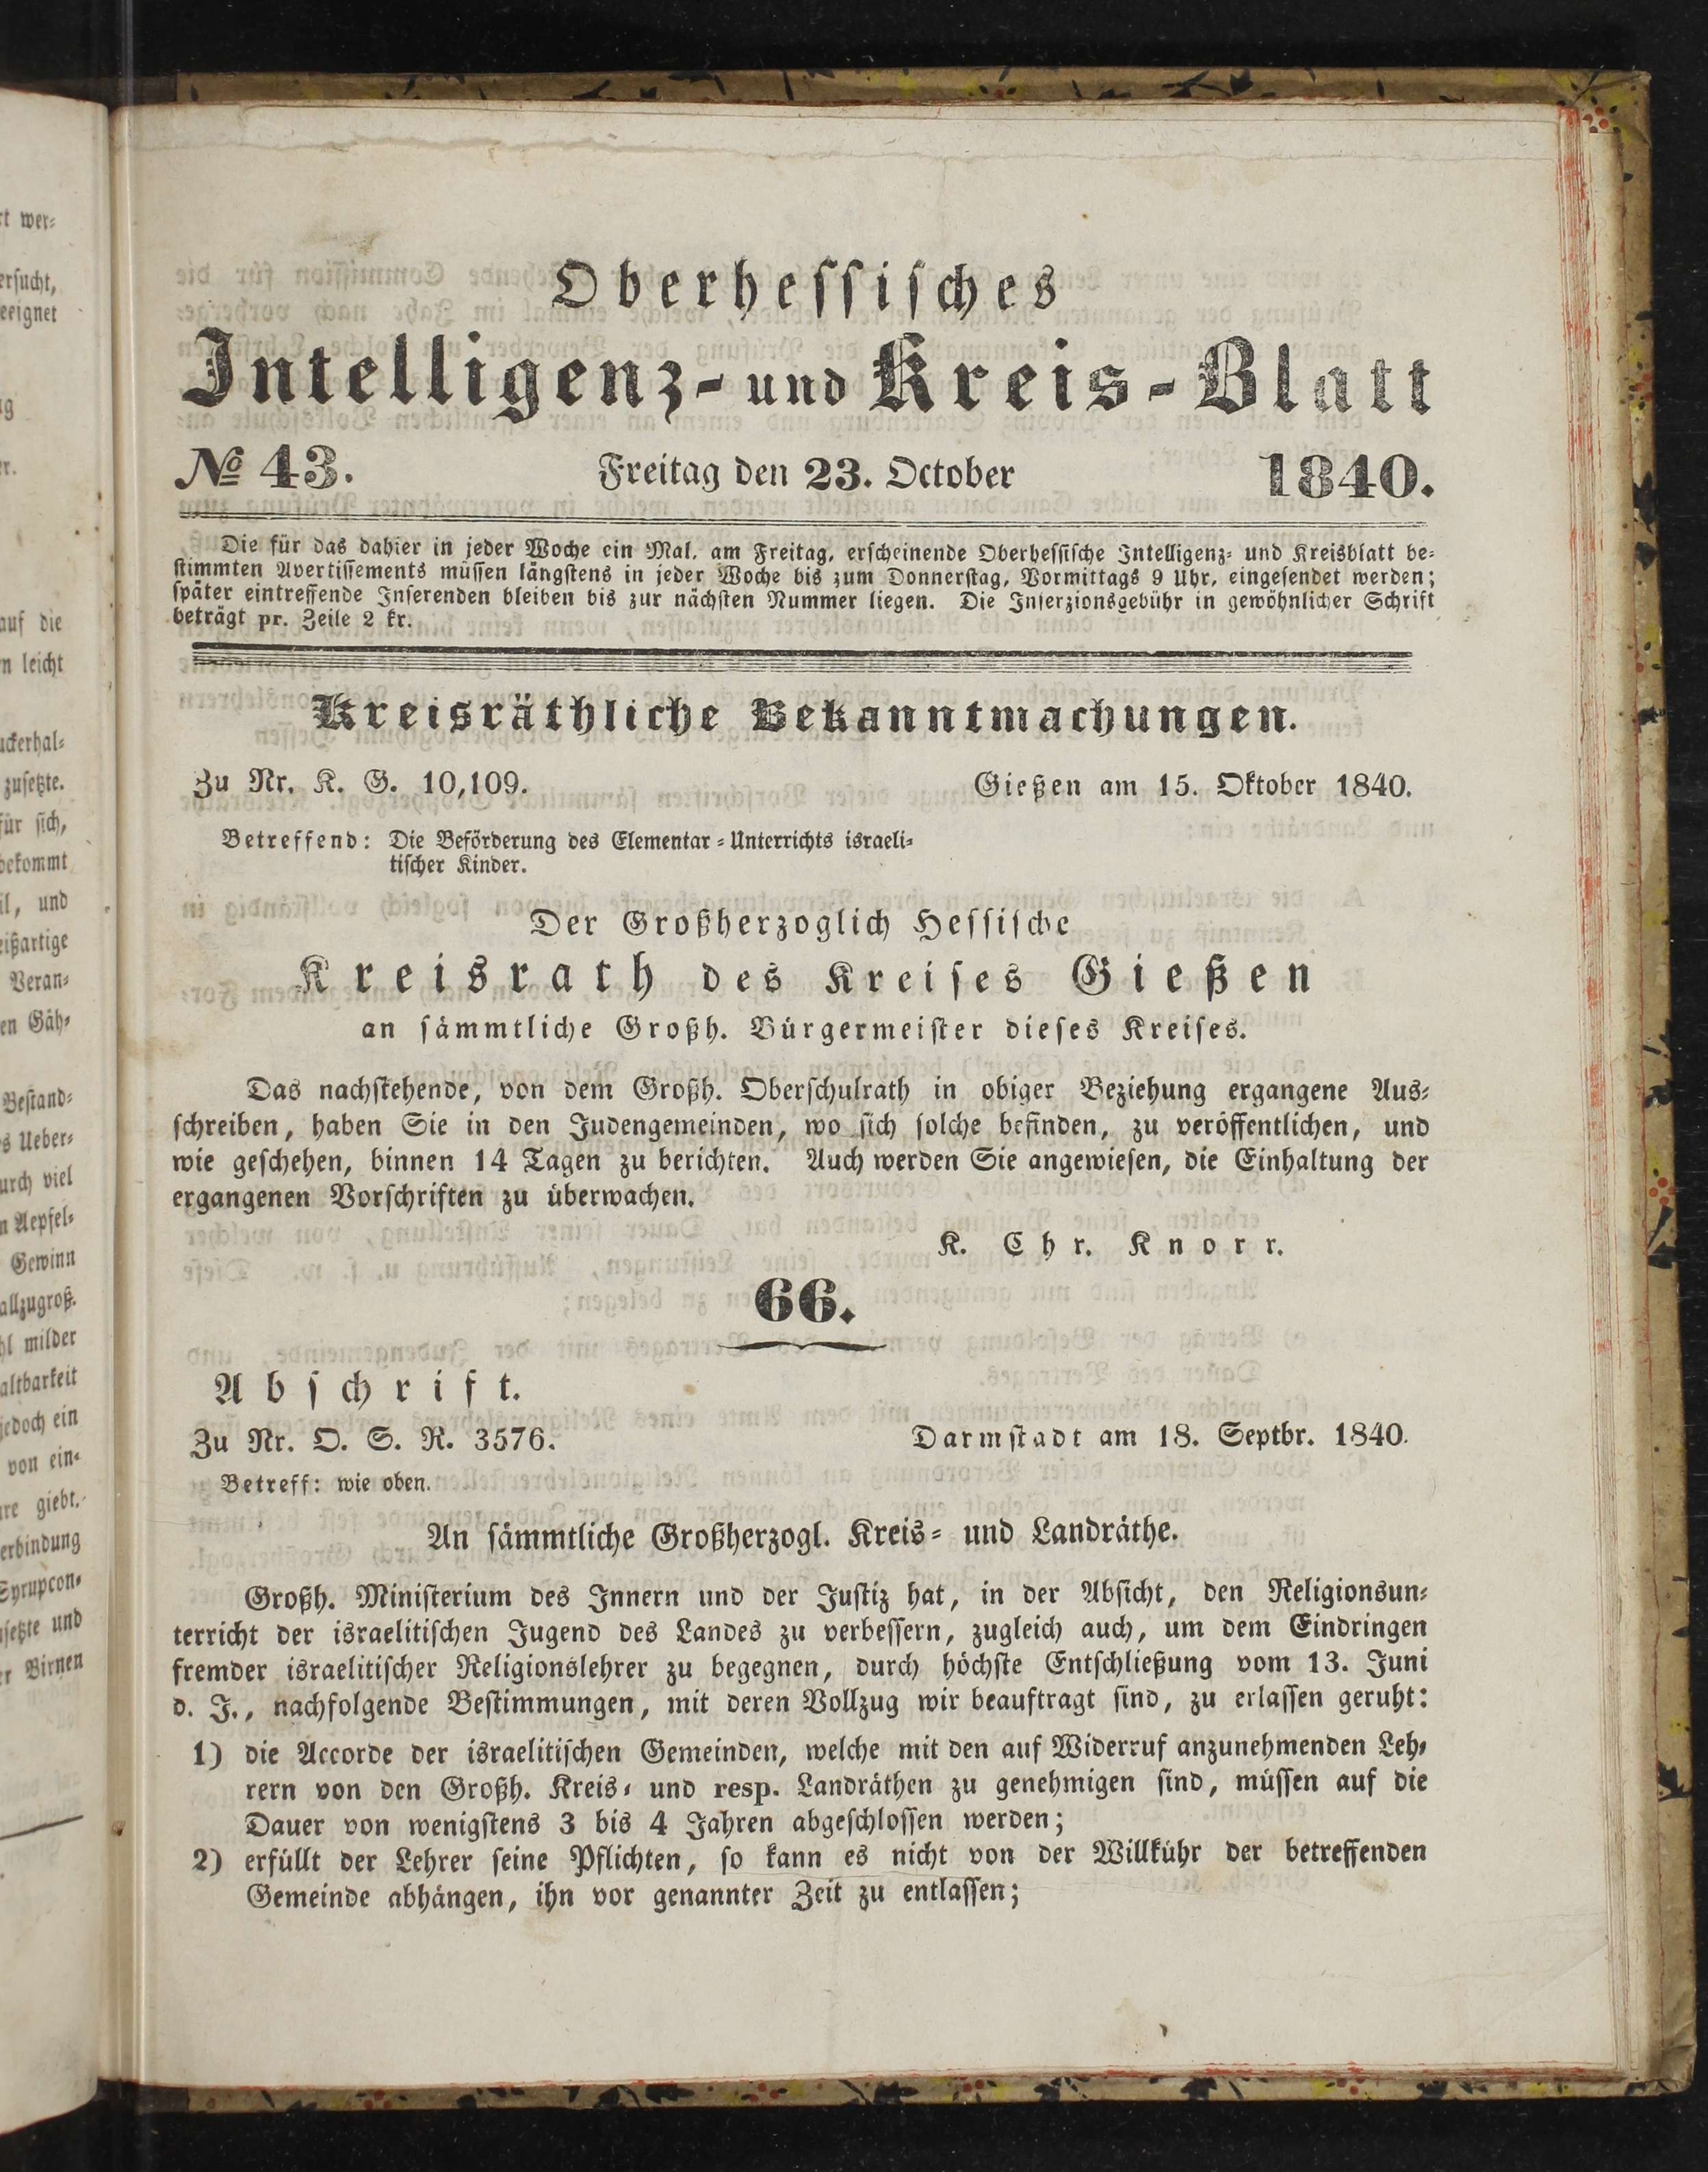 Oberhessisches
Intelligenz- und Kreis-Blatt
No 43. Freitag den 23. October 1840.
Die für das dahier in jeder Woche ein Mal, am Freitag, erscheinende Oberhessische Intelligenz- und Kreisblatt be-
stimmten Avertissements müssen längstens in jeder Woche bis zum Donnerstag, Vormittags 9 Uhr, eingesendet werden;
später eintreffende Inserenden bleiben bis zur nächsten Nummer liegen. Die Inserzionsgebühr in gewöhnlicher Schrift
beträgt pr. Zeile 2 kr.
Kreisräthliche Bekanntmachungen.
Zu Nr. K. G. 10,109. Gießen am 15. Oktober 1840.
Betreffend: Die Beförderung des Elementar-Unterrichts israeli-
tischer Kinder.
Der Großherzoglich Hessische
Kreisrath des Kreises Gießen
an sämmtliche Großh. Bürgermeister dieses Kreises.
Das nachstehende, von dem Großh. Oberschulrath in obiger Beziehung ergangene Aus-
schreiben, haben Sie in den Judengemeinden, wo sich solche befinden, zu veröffentlichen, und
wie geschehen, binnen 14 Tagen zu berichten. Auch werden Sie angewiesen, die Einhaltung der
ergangenen Vorschriften zu überwachen.
K. Chr. Knorr.
66.
Abschrift.
Zu Nr. O. S. R. 3576. Darmstadt am 18. Septbr. 1840.
Betreff: wie oben.
An sämmtliche Großherzogl. Kreis- und Landräthe.
Großh. Ministerium des Innern und der Justiz hat, in der Absicht, den Religionsun-
terricht der israelitischen Jugend des Landes zu verbessern, zugleich auch, um dem Eindringen
fremder israelitischer Religionslehrer zu begegnen, durch höchste Entschließung vom 13. Juni
d. J., nachfolgende Bestimmungen, mit deren Vollzug wir beauftragt sind, zu erlassen geruht:
1) die Accorde der israelitischen Gemeinden, welche mit den auf Widerruf anzunehmenden Leh-
rern von den Großh. Kreis- und resp. Landräthen zu genehmigen sind, müssen auf die
Dauer von wenigstens 3 bis 4 Jahren abgeschlossen werden;
2) erfüllt der Lehrer seine Pflichten, so kann es nicht von der Willkühr der betreffenden
Gemeinde abhängen, ihn vor genannter Zeit zu entlassen;